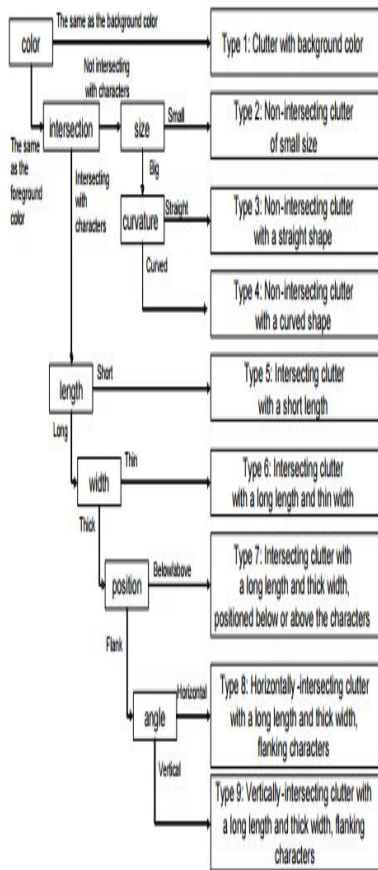 The same as the background color
color
Type 1: Clutter with background color
Not intersecting
with characters
Small
intersection
size
Type 2: Non-intersecting clutter
of small size
The same
as the
foreground
color
Intersecting
with
characters
Big
Straight
curvature
Type 3: Non-intersecting clutter
with a straight shape
Curved
Type 4: Non-intersecting clutter
with a curved shape
Short
length
Type 5: Intersecting clutter
with a short length
Long
Thin
width
Type 6: Intersecting clutter
with a long length and thin width
Thick
Below/above
position
Type 7: Intersecting clutter with
a long length and thick width,
positioned below or above the characters
Flank
Horizontal
angle
Type 8: Horizontally-intersecting clutter
with a long length and thick width,
flanking characters
Vertical
Type 9: Vertically-intersecting clutter with
a long length and thick width, flanking
characters